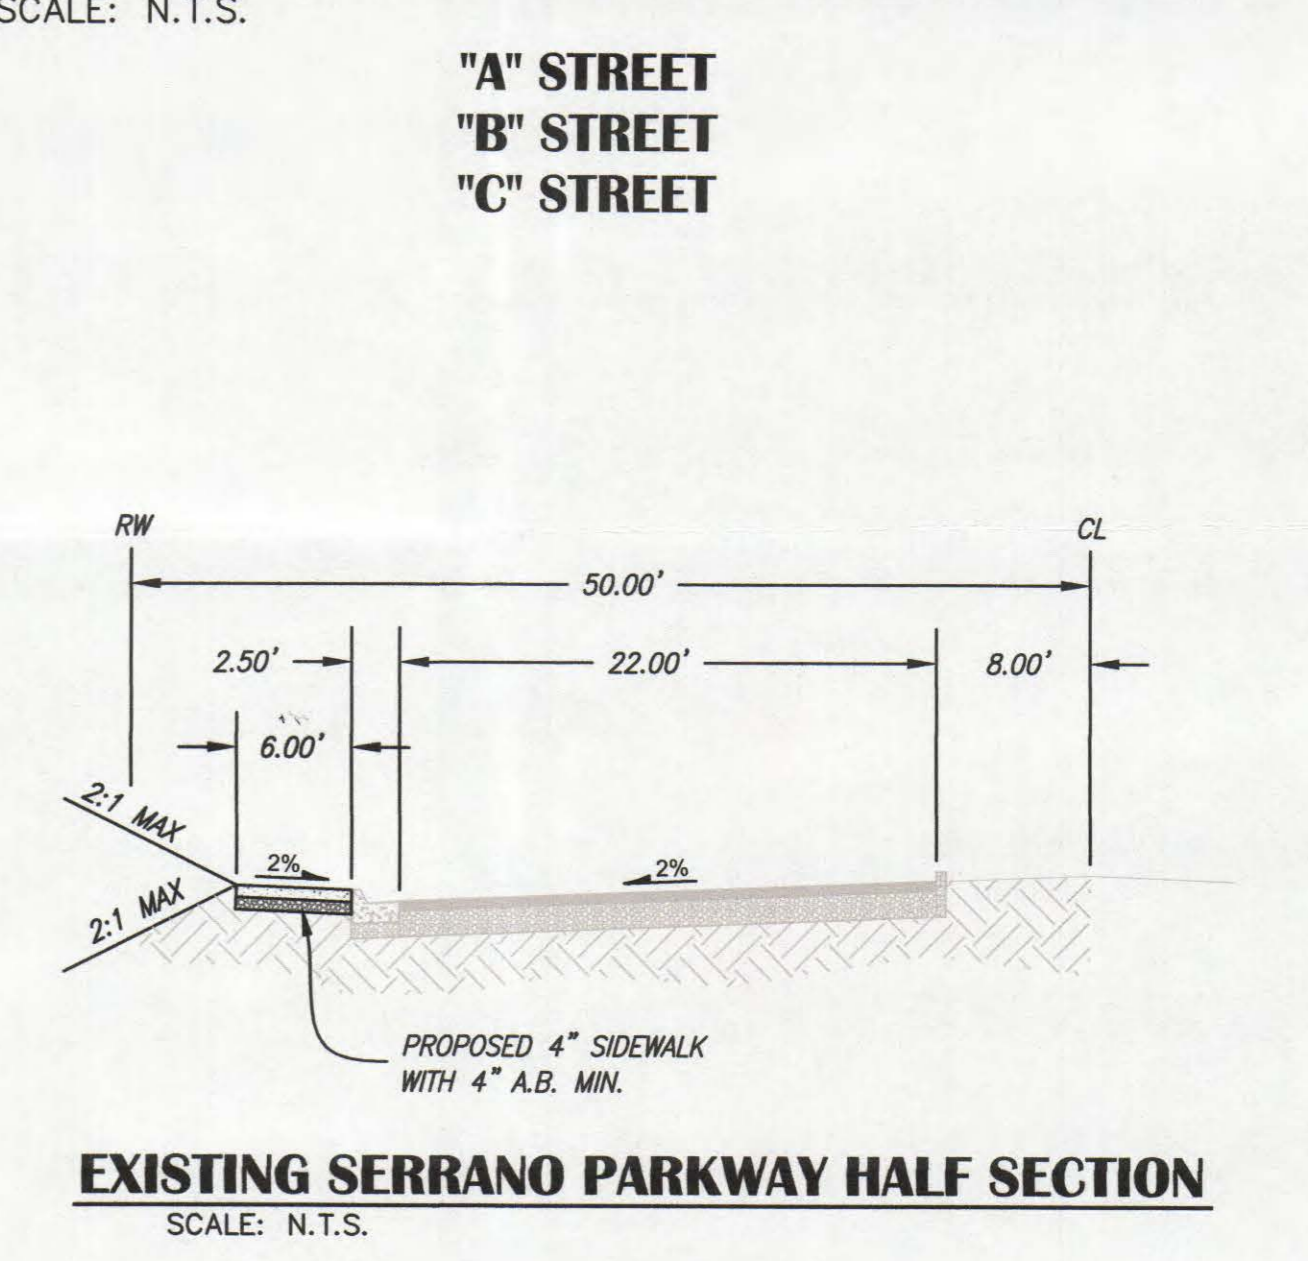 SCALE: N.T.S.
"A" STREET
"B" STREET
"C" STREET
RW
CL
50.00'
2.50'
22.00'
8.00'
6.00'
2:1 MAX
2%
2%
2:1 MAX
PROPOSED 4" SIDEWALK
WITH 4" A.B. MIN.
EXISTING SERRANO PARKWAY HALF SECTION
SCALE: N.T.S.